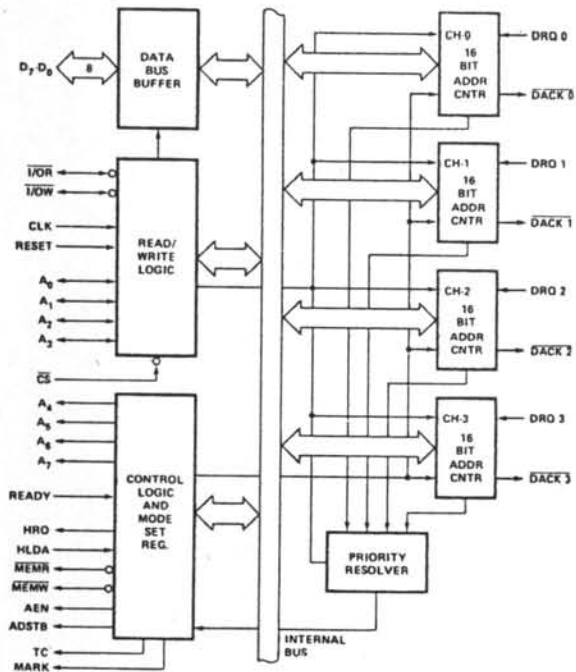 DATA
BUS
BUFFER
D7-D0
8
I/OR
I/OW
CLK
RESET
A0
A1
A2
A3
CS
READ/
WRITE
LOGIC
A4
A5
A6
A7
READY
HRQ
HLDA
MEMR
MEMW
AEN
ADSTB
TC
MARK
CONTROL
LOGIC
AND
MODE
SET
REG.
INTERNAL
BUS
CH-0
16
BIT
ADDR
CNTR
DRQ 0
DACK 0
CH-1
16
BIT
ADDR
CNTR
DRQ 1
DACK 1
CH-2
16
BIT
ADDR
CNTR
DRQ 2
DACK 2
CH-3
16
BIT
ADDR
CNTR
DRQ 3
DACK 3
PRIORITY
RESOLVER